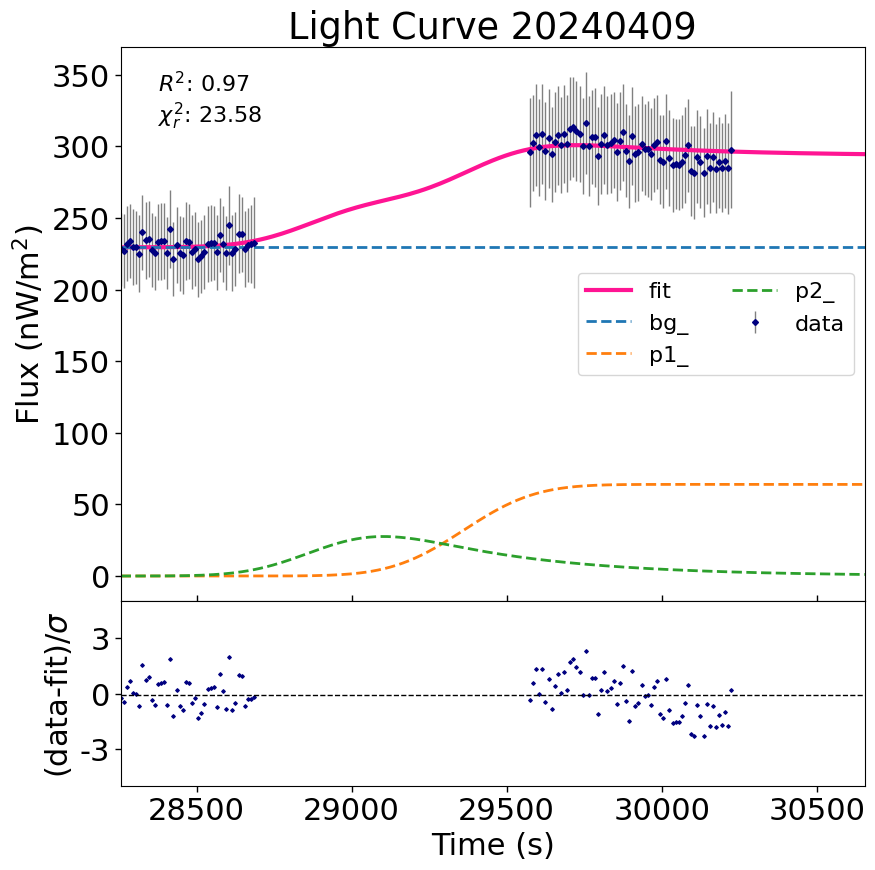 Light Curve 20240409
R²: 0.97
χ²ᵣ: 23.58
Flux (nW/m²)
350
300
250
200
150
100
50
0
fit
bg_
p1_
p2_
data
(data-fit)/σ
3
0
-3
28500 29000 29500 30000 30500
Time (s)